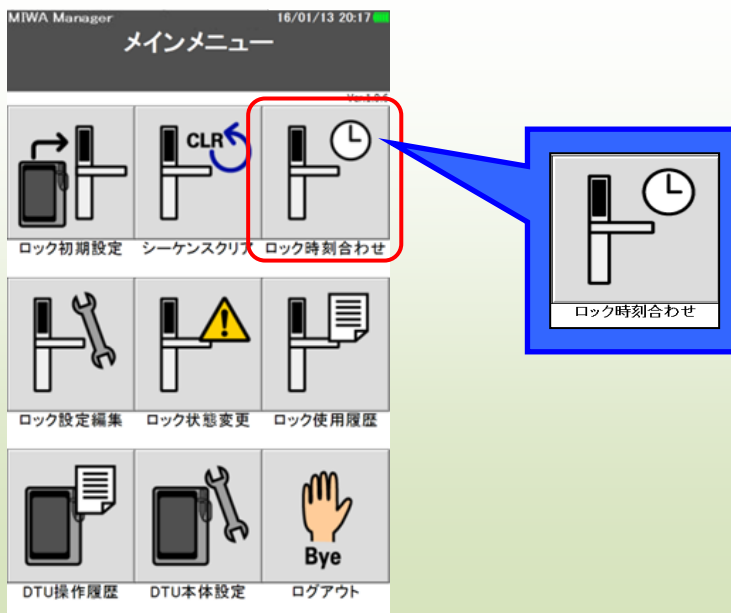 MIWA Manager 16/01/13 20:17
メインメニュー
CLR
ロック初期設定 シーケンスクリア ロック時刻合わせ
ロック時刻合わせ
ロック設定編集 ロック状態変更 ロック使用履歴
Bye
DTU操作履歴 DTU本体設定 ログアウト